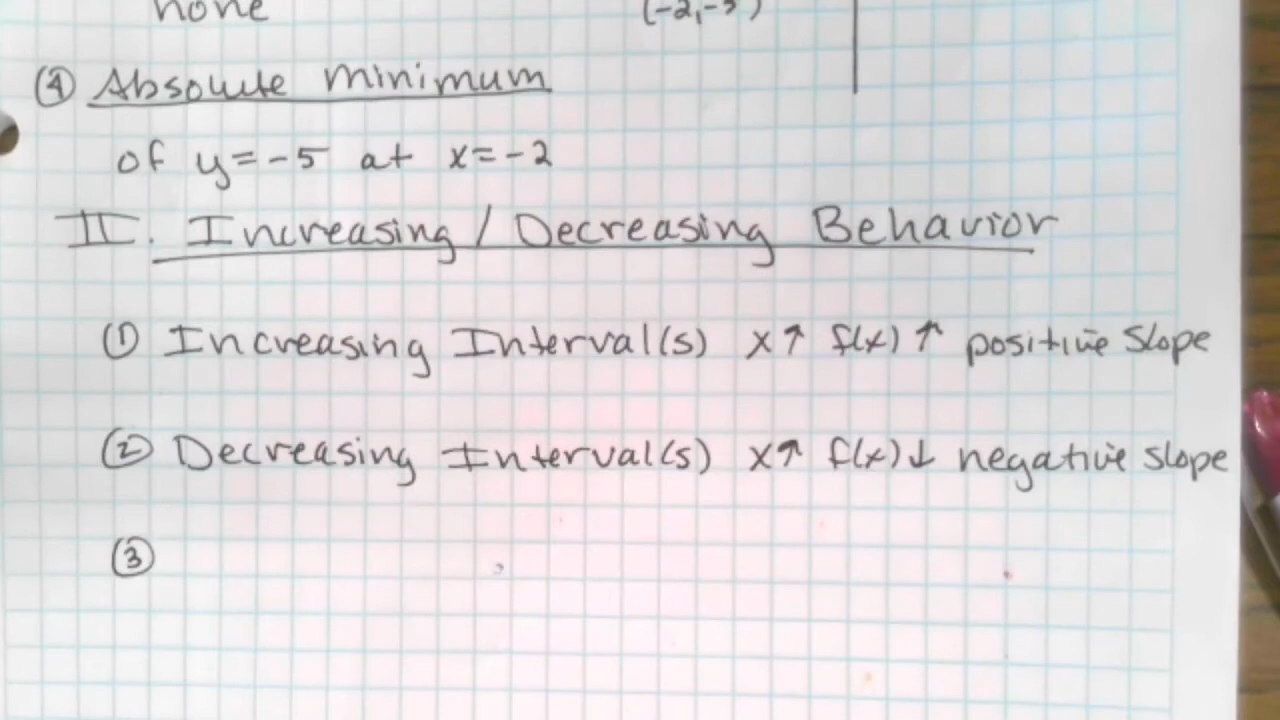 none
(-2,-5)
④ Absolute minimum
of y=-5 at x=-2
II. Increasing/Decreasing Behavior
① Increasing Interval(s) x↑ f(x)↑ positive slope
② Decreasing Interval(s) x↑ f(x)↓ negative slope
③